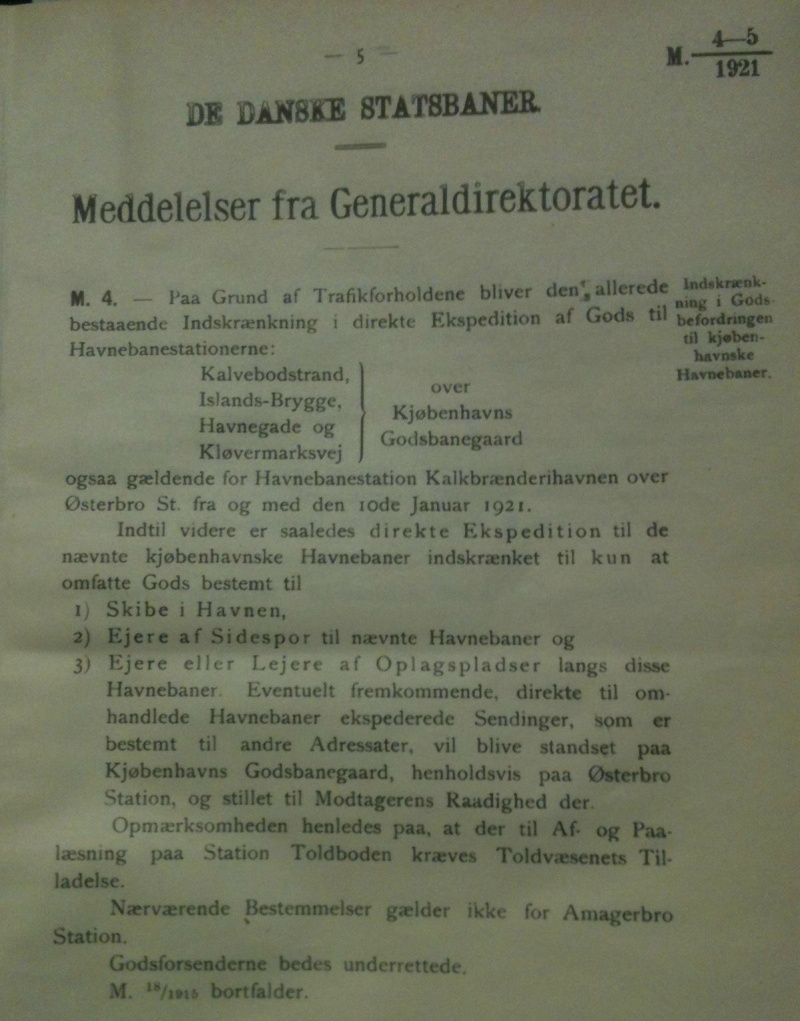 — 5 —
M. 4—5
1921
DE DANSKE STATSBANER.
Meddelelser fra Generaldirektoratet.
M. 4. — Paa Grund af Trafikforholdene bliver den, allerede
bestaaende Indskrænkning i direkte Ekspedition af Gods til
Havnebanestationerne:
Indskrænk-
ning i Gods-
befordringen
til kjøben-
havnske
Havnebaner.
Kalvebodstrand,
Islands-Brygge,
Havnegade og
Kløvermarksvej
over
Kjøbenhavns
Godsbanegaard
ogsaa gældende for Havnebanestation Kalkbrænderihavnen over
Østerbro St. fra og med den 10de Januar 1921.
Indtil videre er saaledes direkte Ekspedition til de
nævnte kjøbenhavnske Havnebaner indskrænket til kun at
omfatte Gods bestemt til
1) Skibe i Havnen,
2) Ejere af Sidespor til nævnte Havnebaner og
3) Ejere eller Lejere af Oplagspladser langs disse
Havnebaner. Eventuelt fremkommende, direkte til om-
handlede Havnebaner ekspederede Sendinger, som er
bestemt til andre Adressater, vil blive standset paa
Kjøbenhavns Godsbanegaard, henholdsvis paa Østerbro
Station, og stillet til Modtagerens Raadighed der.
Opmærksomheden henledes paa, at der til Af- og Paa-
læsning paa Station Toldboden kræves Toldvæsenets Til-
ladelse.
Nærværende Bestemmelser gælder ikke for Amagerbro
Station.
Godsforsenderne bedes underrettede.
M. 18/1915 bortfalder.